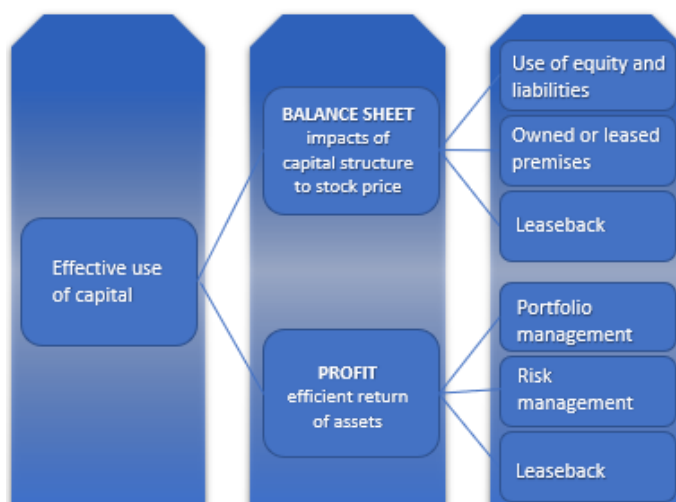 Effective use
of capital
BALANCE SHEET
impacts of
capital structure
to stock price
PROFIT
efficient return
of assets
Use of equity and
liabilities
Owned or leased
premises
Leaseback
Portfolio
management
Risk
management
Leaseback